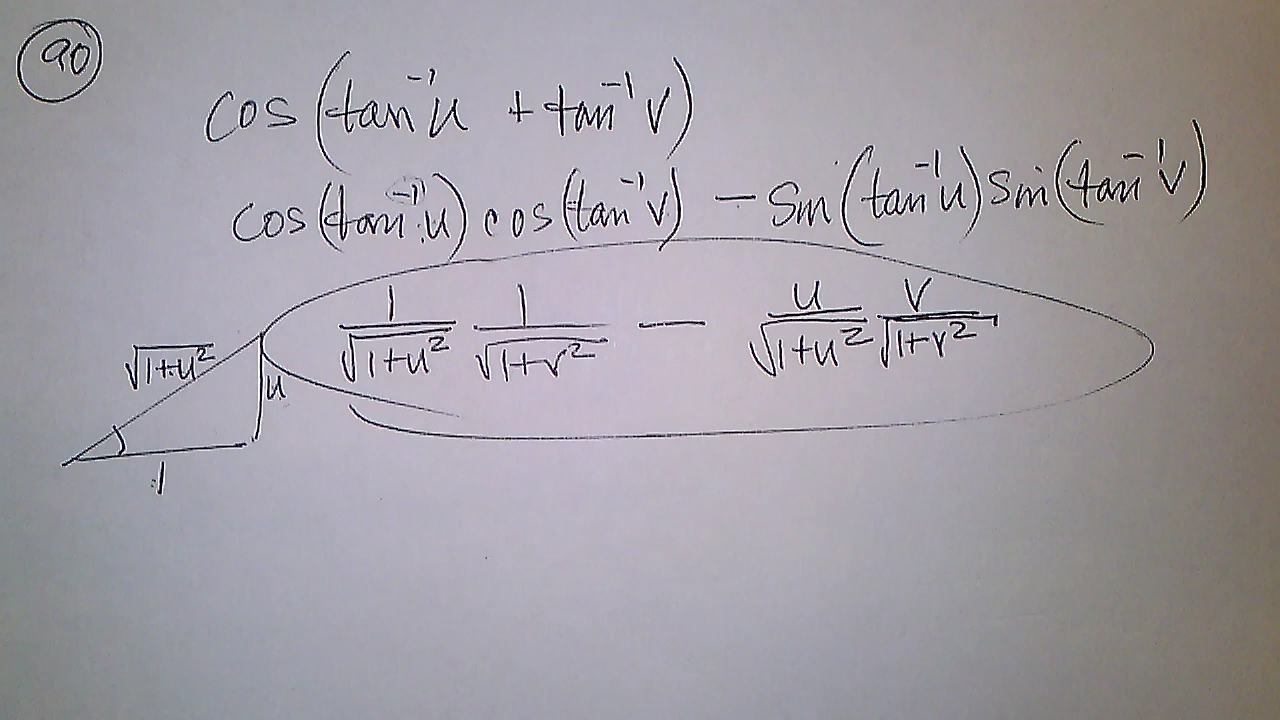 90
cos(tan⁻¹u + tan⁻¹v)
cos(tan⁻¹u) cos(tan⁻¹v) − sin(tan⁻¹u) sin(tan⁻¹v)
1/√(1+u²) 1/√(1+v²) − u/√(1+u²) v/√(1+v²)
√(1+u²)
u
1